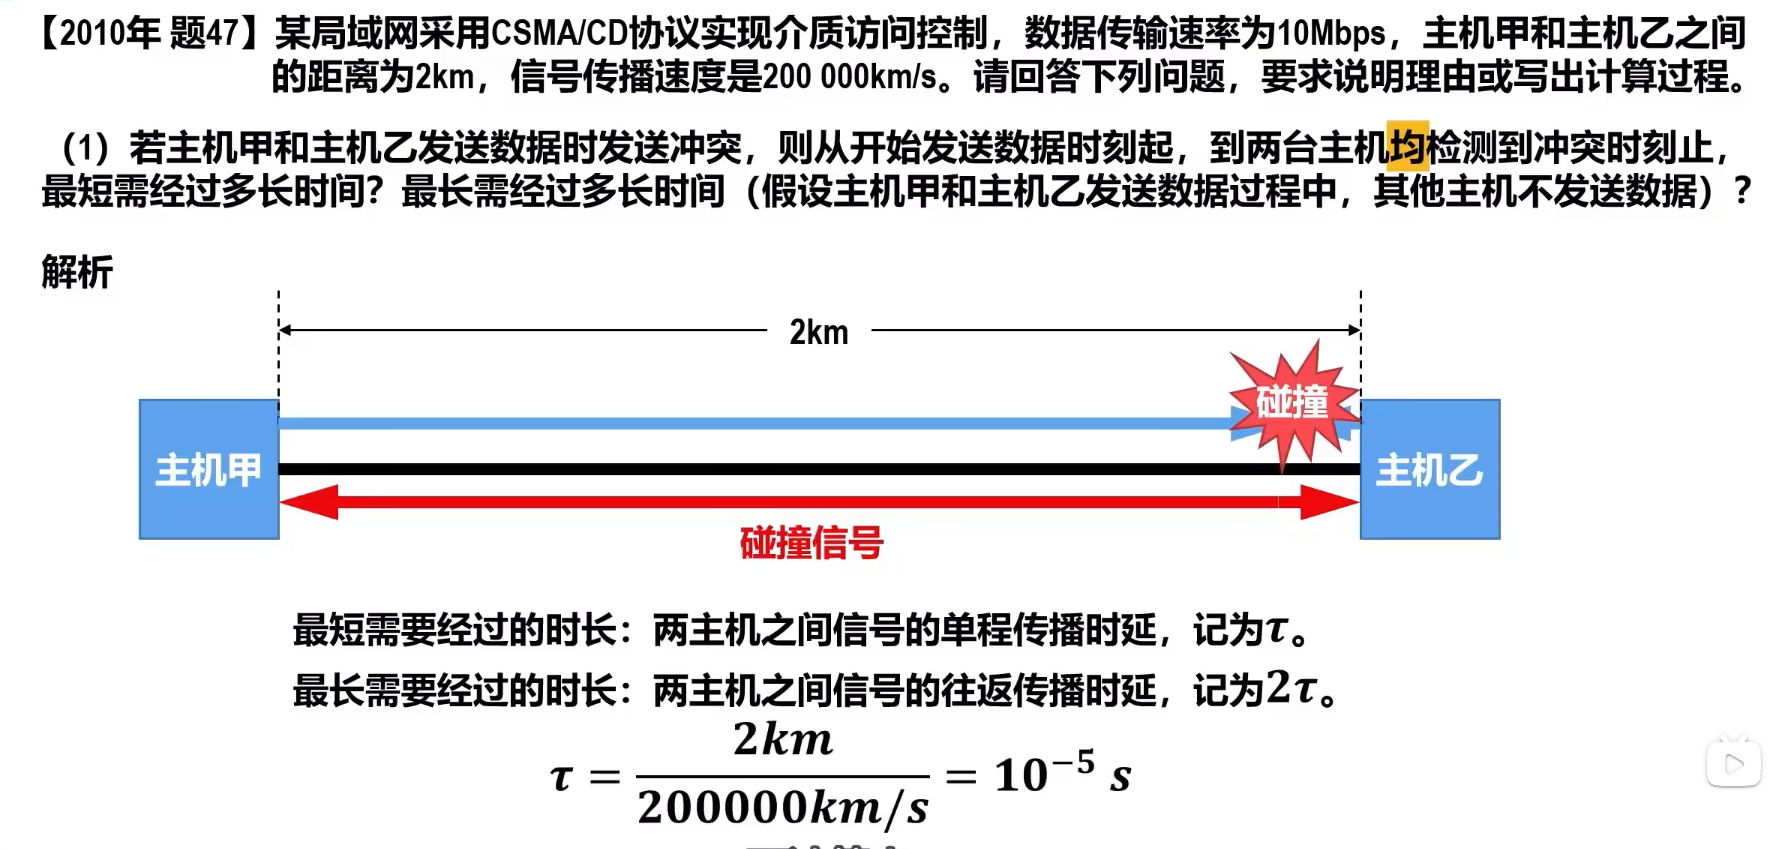 【2010年 题47】某局域网采用CSMA/CD协议实现介质访问控制，数据传输速率为10Mbps，主机甲和主机乙之间
的距离为2km，信号传播速度是200 000km/s。请回答下列问题，要求说明理由或写出计算过程。
（1）若主机甲和主机乙发送数据时发送冲突，则从开始发送数据时刻起，到两台主机均检测到冲突时刻止，
最短需经过多长时间？最长需经过多长时间（假设主机甲和主机乙发送数据过程中，其他主机不发送数据）？
解析
2km
碰撞
主机甲
主机乙
碰撞信号
最短需要经过的时长：两主机之间信号的单程传播时延，记为τ。
最长需要经过的时长：两主机之间信号的往返传播时延，记为2τ。
τ = 2km / 200000km/s = 10⁻⁵ s